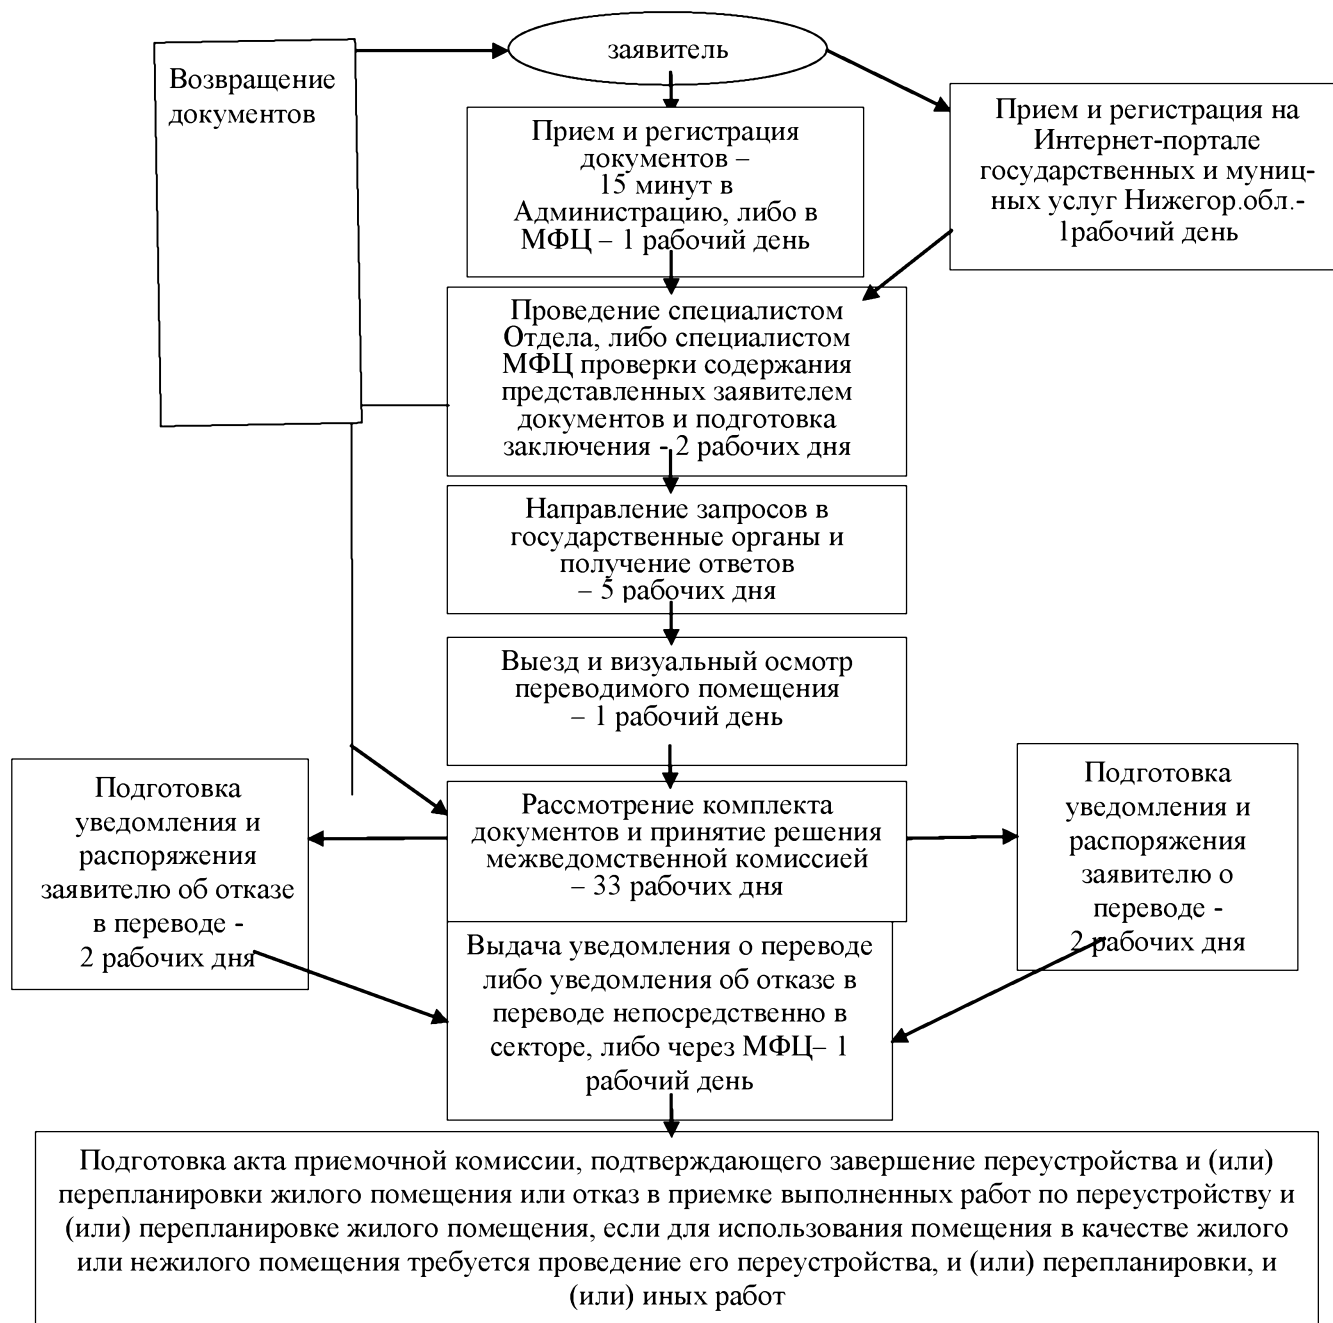 заявитель
Возвращение
документов
Прием и регистрация
документов –
15 минут в
Администрацию, либо в
МФЦ – 1 рабочий день
Прием и регистрация на
Интернет-портале
государственных и муниц-
ных услуг Нижегор.обл.-
1рабочий день
Проведение специалистом
Отдела, либо специалистом
МФЦ проверки содержания
представленных заявителем
документов и подготовка
заключения - 2 рабочих дня
Направление запросов в
государственные органы и
получение ответов
– 5 рабочих дня
Выезд и визуальный осмотр
переводимого помещения
– 1 рабочий день
Подготовка
уведомления и
распоряжения
заявителю об отказе
в переводе -
2 рабочих дня
Рассмотрение комплекта
документов и принятие решения
межведомственной комиссией
– 33 рабочих дня
Подготовка
уведомления и
распоряжения
заявителю о
переводе -
2 рабочих дня
Выдача уведомления о переводе
либо уведомления об отказе в
переводе непосредственно в
секторе, либо через МФЦ– 1
рабочий день
Подготовка акта приемочной комиссии, подтверждающего завершение переустройства и (или)
перепланировки жилого помещения или отказ в приемке выполненных работ по переустройству и
(или) перепланировке жилого помещения, если для использования помещения в качестве жилого
или нежилого помещения требуется проведение его переустройства, и (или) перепланировки, и
(или) иных работ